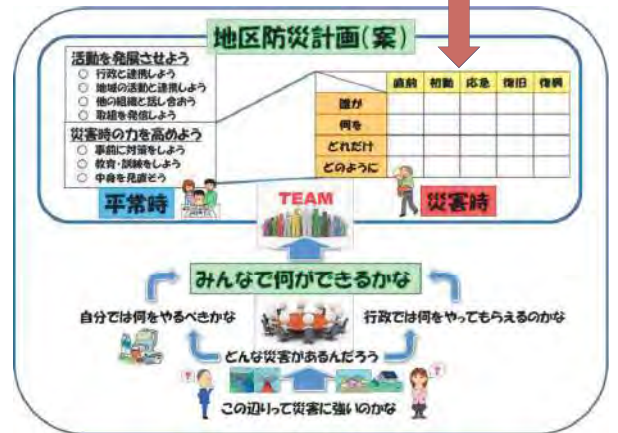 地区防災計画(案)
活動を発展させよう
○ 行政と連携しよう
○ 地域の活動と連携しよう
○ 他の組織と話し合おう
○ 取組を発信しよう
災害時の力を高めよう
○ 事前に対策をしよう
○ 教育・訓練をしよう
○ 中身を見直そう
平常時
直前 初動 応急 復旧 復興
誰が
何を
どれだけ
どのように
災害時
TEAM
みんなで何ができるかな
自分では何をやるべきかな
行政では何をやってもらえるのかな
どんな災害があるんだろう
?
?
この辺りって災害に強いのかな